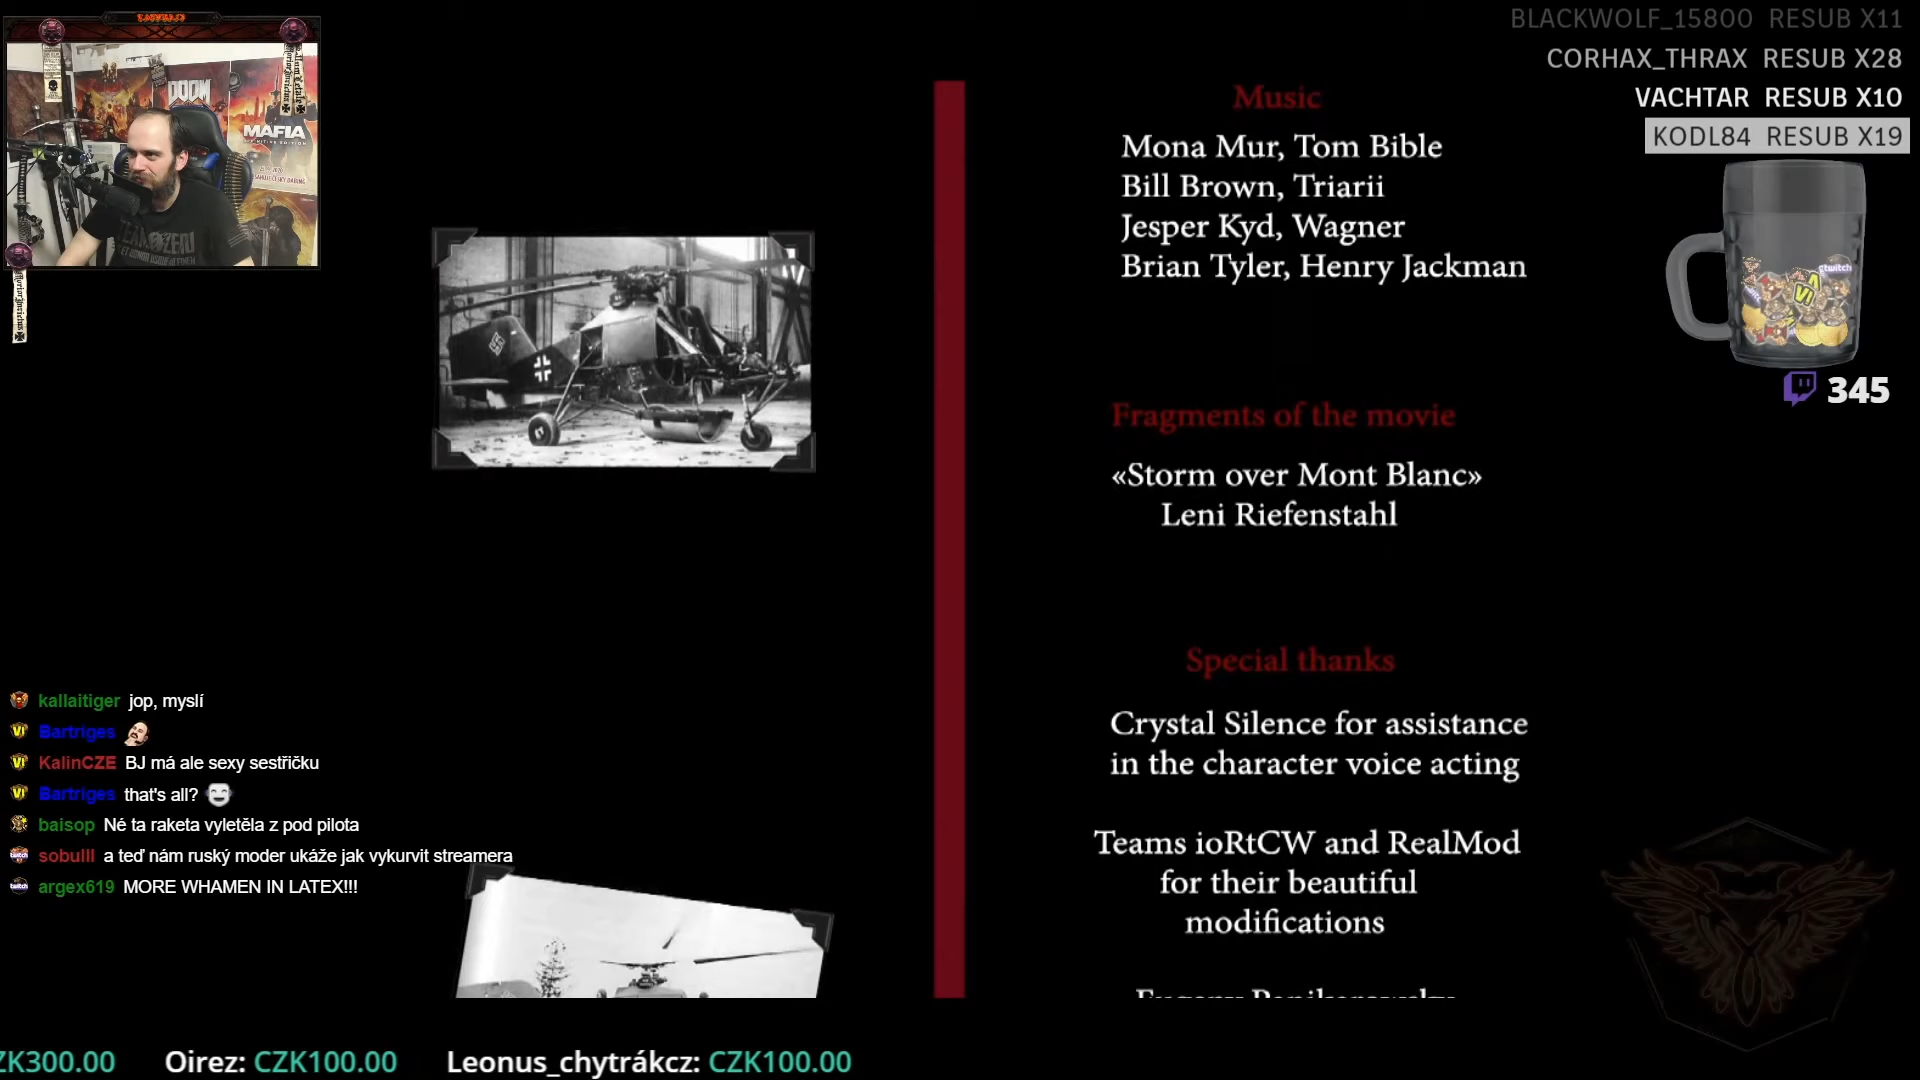 BLACKWOLF_15800 RESUB X11
CORHAX_THRAX RESUB X28
VACHTAR RESUB X10
KODL84 RESUB X19
345
DOOM
MAFIA
Music
Mona Mur, Tom Bible
Bill Brown, Triarii
Jesper Kyd, Wagner
Brian Tyler, Henry Jackman
Fragments of the movie
«Storm over Mont Blanc»
Leni Riefenstahl
Special thanks
Crystal Silence for assistance
in the character voice acting
Teams ioRtCW and RealMod
for their beautiful
modifications
kallaitiger jop, myslí
Bartriges
KalinCZE BJ má ale sexy sestřičku
Bartriges that's all?
baisop Né ta raketa vyletěla z pod pilota
sobulll a teď nám ruský moder ukáže jak vykurvit streamera
argex619 MORE WHAMEN IN LATEX!!!
ZK300.00 Oirez: CZK100.00 Leonus_chytrákcz: CZK100.00